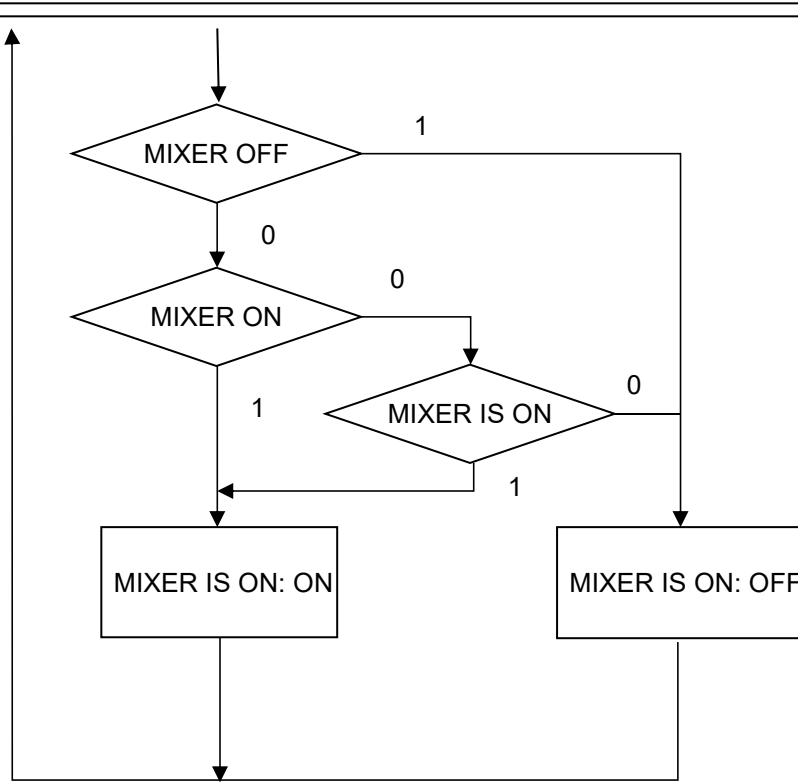 MIXER OFF
1
0
MIXER ON
0
1
MIXER IS ON
0
1
MIXER IS ON: ON
MIXER IS ON: OFF